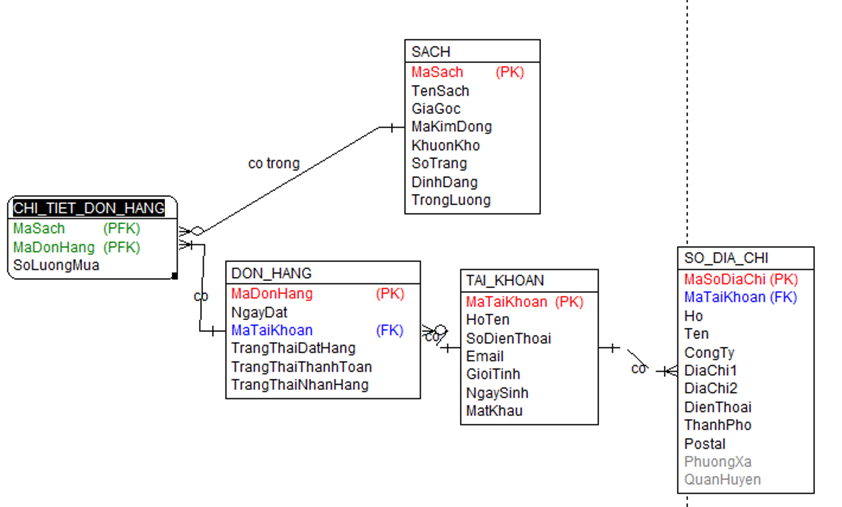 SACH
MaSach (PK)
TenSach
GiaGoc
MaKimDong
KhuonKho
SoTrang
DinhDang
TrongLuong
co trong
CHI_TIET_DON_HANG
MaSach (PFK)
MaDonHang (PFK)
SoLuongMua
co
DON_HANG
MaDonHang (PK)
NgayDat
MaTaiKhoan (FK)
TrangThaiDatHang
TrangThaiThanhToan
TrangThaiNhanHang
co
TAI_KHOAN
MaTaiKhoan (PK)
HoTen
SoDienThoai
Email
GioiTinh
NgaySinh
MatKhau
co
SO_DIA_CHI
MaSoDiaChi (PK)
MaTaiKhoan (FK)
Ho
Ten
CongTy
DiaChi1
DiaChi2
DienThoai
ThanhPho
Postal
PhuongXa
QuanHuyen